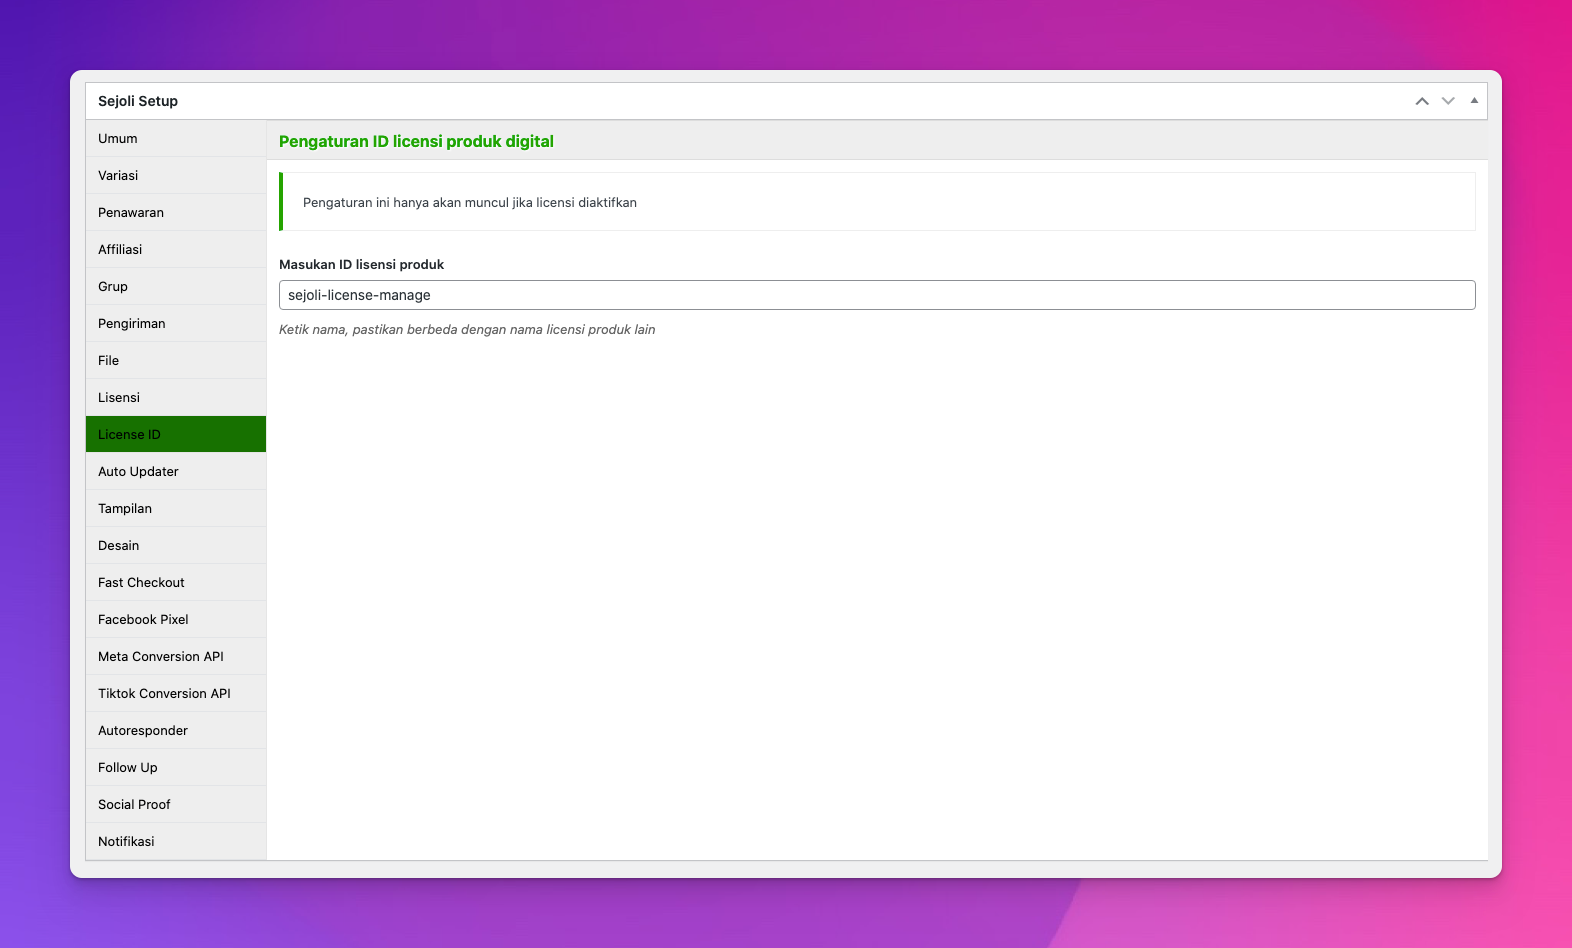 Sejoli Setup
Umum
Variasi
Penawaran
Affiliasi
Grup
Pengiriman
File
Lisensi
License ID
Auto Updater
Tampilan
Desain
Fast Checkout
Facebook Pixel
Meta Conversion API
Tiktok Conversion API
Autoresponder
Follow Up
Social Proof
Notifikasi
Pengaturan ID licensi produk digital
Pengaturan ini hanya akan muncul jika licensi diaktifkan
Masukan ID lisensi produk
sejoli-license-manage
Ketik nama, pastikan berbeda dengan nama licensi produk lain